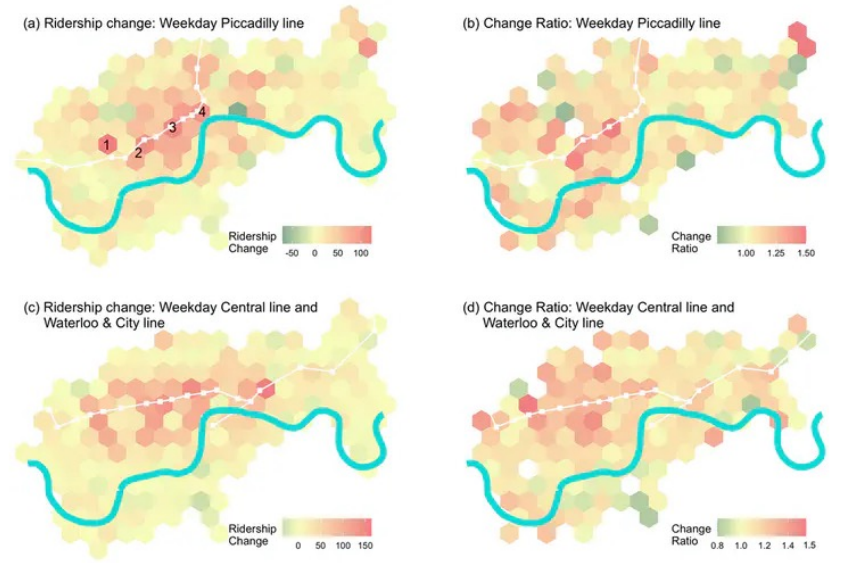 (a) Ridership change: Weekday Piccadilly line
1
2
3
4
Ridership
Change
-50 0 50 100
(b) Change Ratio: Weekday Piccadilly line
Change
Ratio
1.00 1.25 1.50
(c) Ridership change: Weekday Central line and
Waterloo & City line
Ridership
Change
0 50 100 150
(d) Change Ratio: Weekday Central line and
Waterloo & City line
Change
Ratio
0.8 1.0 1.2 1.4 1.5